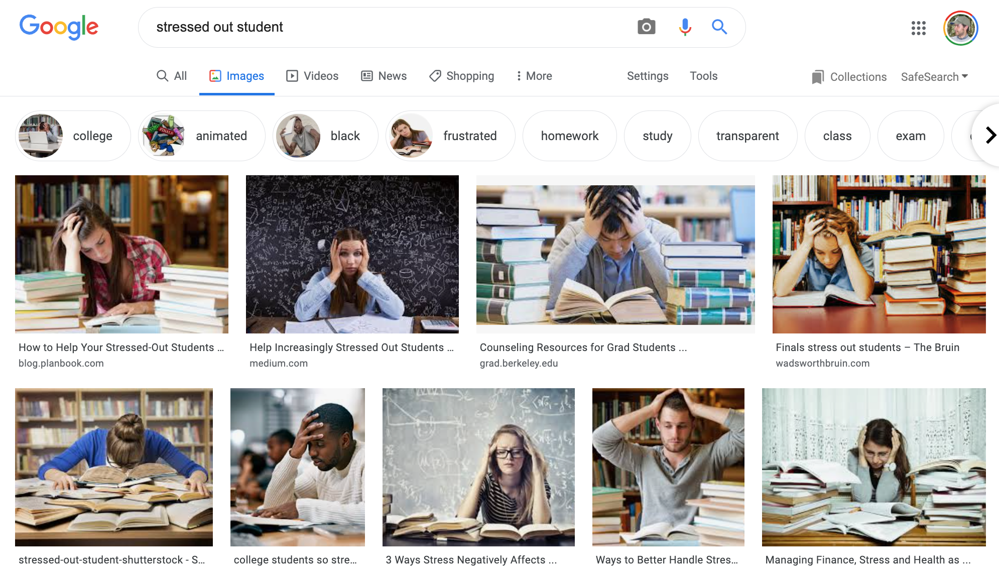 Google
stressed out student
All
Images
Videos
News
Shopping
More
Settings
Tools
Collections
SafeSearch
college
animated
black
frustrated
homework
study
transparent
class
exam
FINALS
How to Help Your Stressed-Out Students ...
blog.planbook.com
Help Increasingly Stressed Out Students ...
medium.com
Counseling Resources for Grad Students ...
grad.berkeley.edu
Finals stress out students – The Bruin
wadsworthbruin.com
stressed-out-student-shutterstock - S...
college students so stre...
3 Ways Stress Negatively Affects ...
Ways to Better Handle Stres...
Managing Finance, Stress and Health as ...